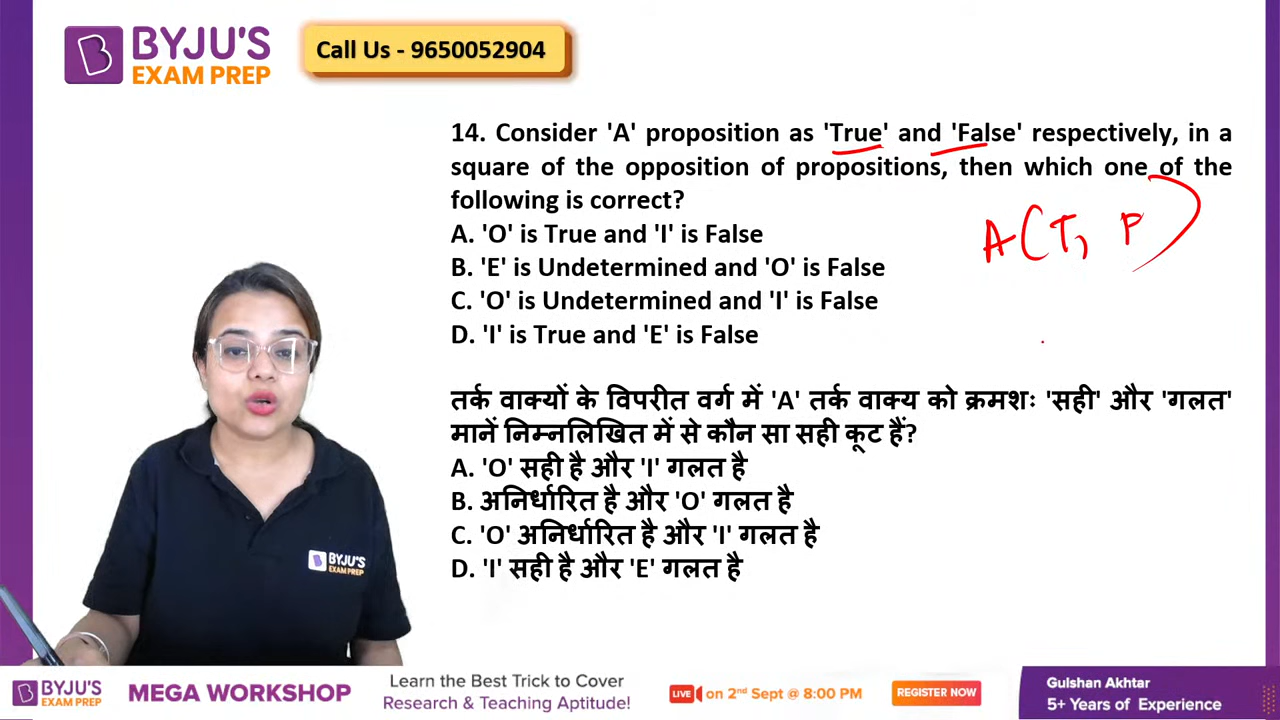 BYJU'S
EXAM PREP
Call Us - 9650052904
14. Consider 'A' proposition as 'True' and 'False' respectively, in a
square of the opposition of propositions, then which one of the
following is correct?
A. 'O' is True and 'I' is False
B. 'E' is Undetermined and 'O' is False
C. 'O' is Undetermined and 'I' is False
D. 'I' is True and 'E' is False
A(T, F)
तर्क वाक्यों के विपरीत वर्ग में 'A' तर्क वाक्य को क्रमशः 'सही' और 'गलत'
मानें निम्नलिखित में से कौन सा सही कूट हैं?
A. 'O' सही है और 'I' गलत है
B. अनिर्धारित है और 'O' गलत है
C. 'O' अनिर्धारित है और 'I' गलत है
D. 'I' सही है और 'E' गलत है
BYJU'S
EXAM PREP
BYJU'S
EXAM PREP
MEGA WORKSHOP
Learn the Best Trick to Cover
Research & Teaching Aptitude!
LIVE on 2nd Sept @ 8:00 PM
REGISTER NOW
Gulshan Akhtar
5+ Years of Experience